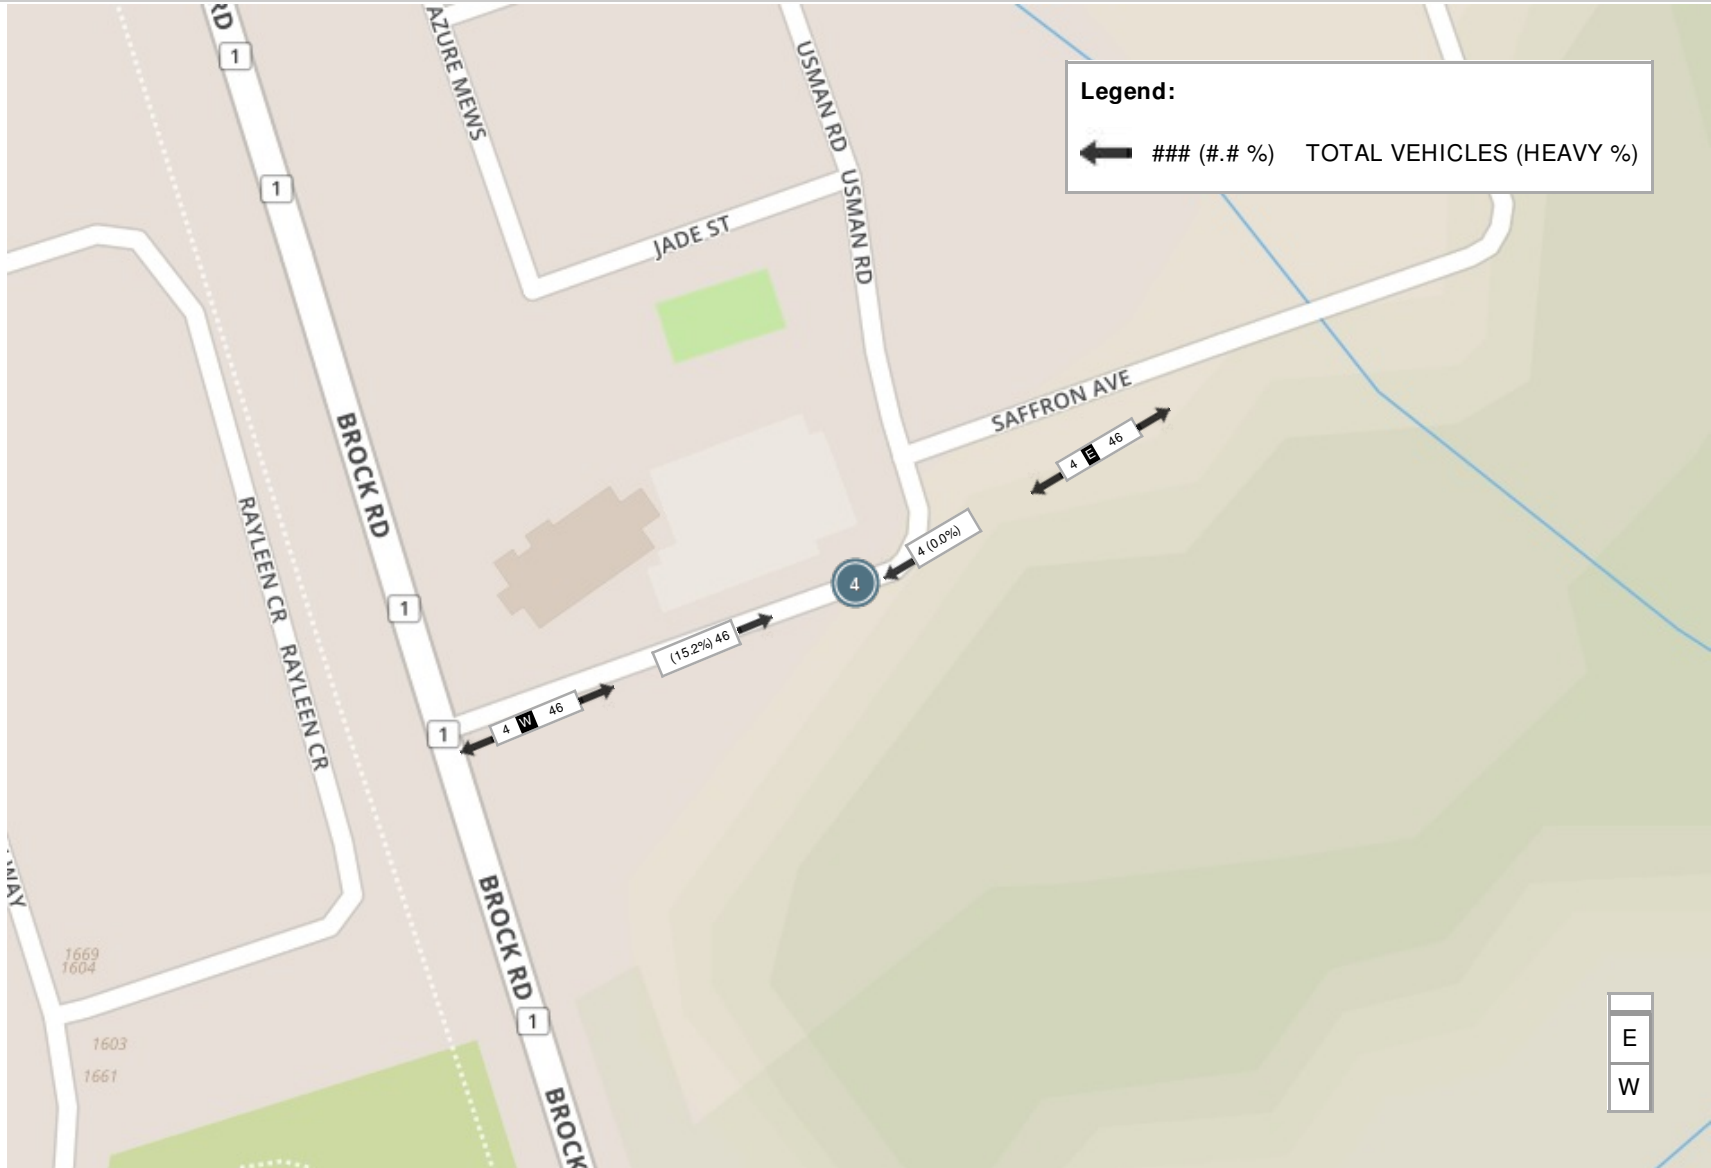 RD
1
AZURE MEWS
USMAN RD
Legend:
### (#.# %) TOTAL VEHICLES (HEAVY %)
1
USMAN RD
JADE ST
SAFFRON AVE
BROCK RD
4 E 46
RAYLEEN CR
4 (0.0%)
4
1
(15.2%) 46
RAYLEEN CR
4 W 46
1
WAY
BROCK RD
1669
1604
1
1603
1661
E
W
BROCK